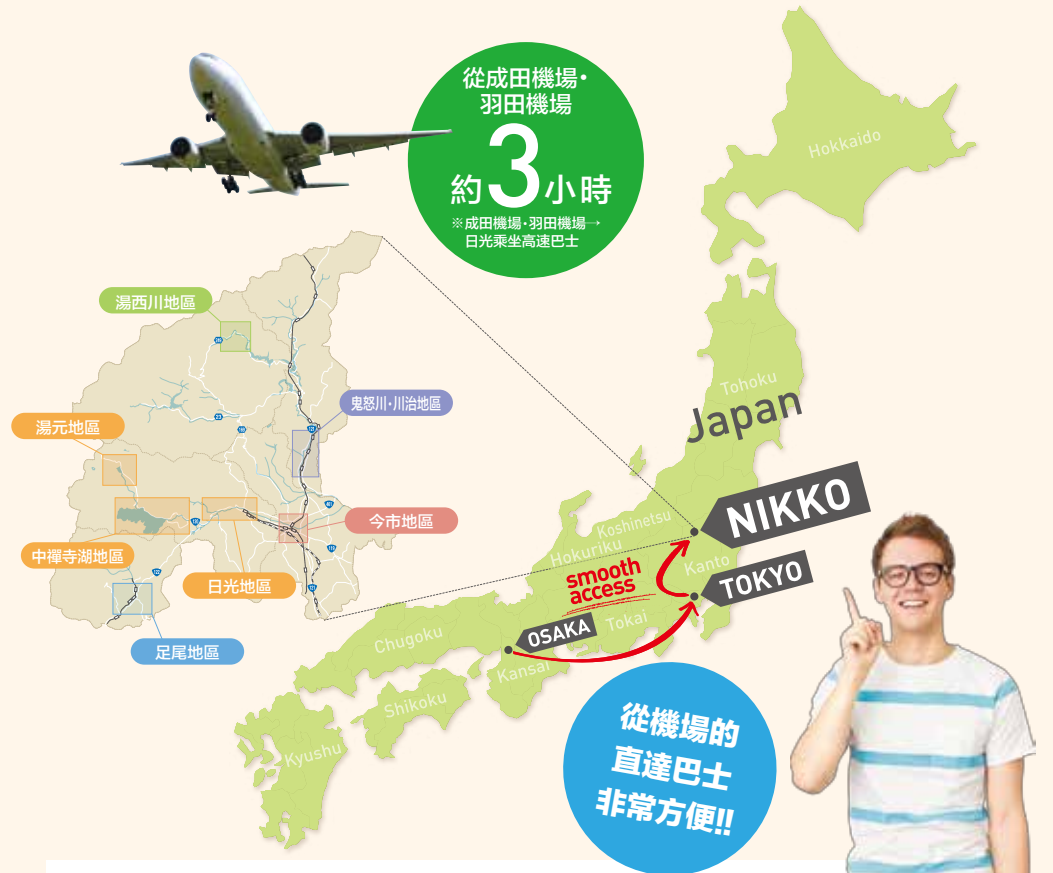 從成田機場・
羽田機場
約3小時
※成田機場・羽田機場→
日光乘坐高速巴士
Hokkaido
湯西川地區
鬼怒川・川治地區
湯元地區
今市地區
中禪寺湖地區
日光地區
足尾地區
Tohoku
Japan
NIKKO
Koshinetsu
Hokuriku
Kanto
smooth
access
TOKYO
OSAKA
Tokai
Chugoku
Kansai
Shikoku
Kyushu
從機場的
直達巴士
非常方便!!